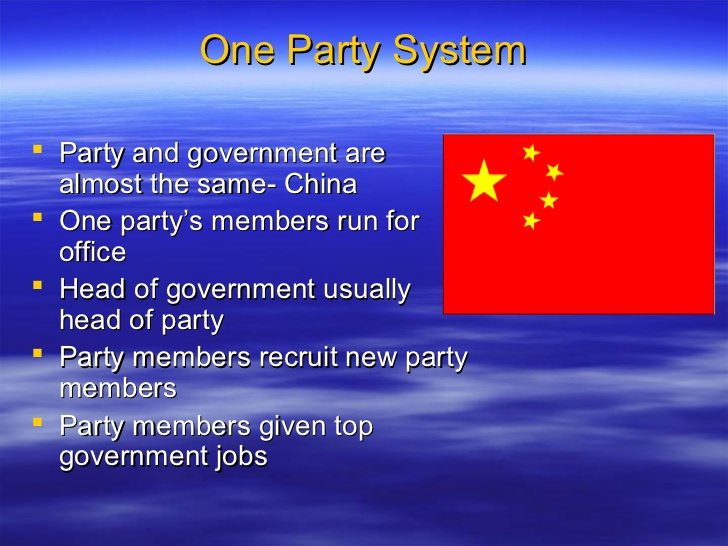 One Party System
Party and government are
almost the same- China
One party’s members run for
office
Head of government usually
head of party
Party members recruit new party
members
Party members given top
government jobs